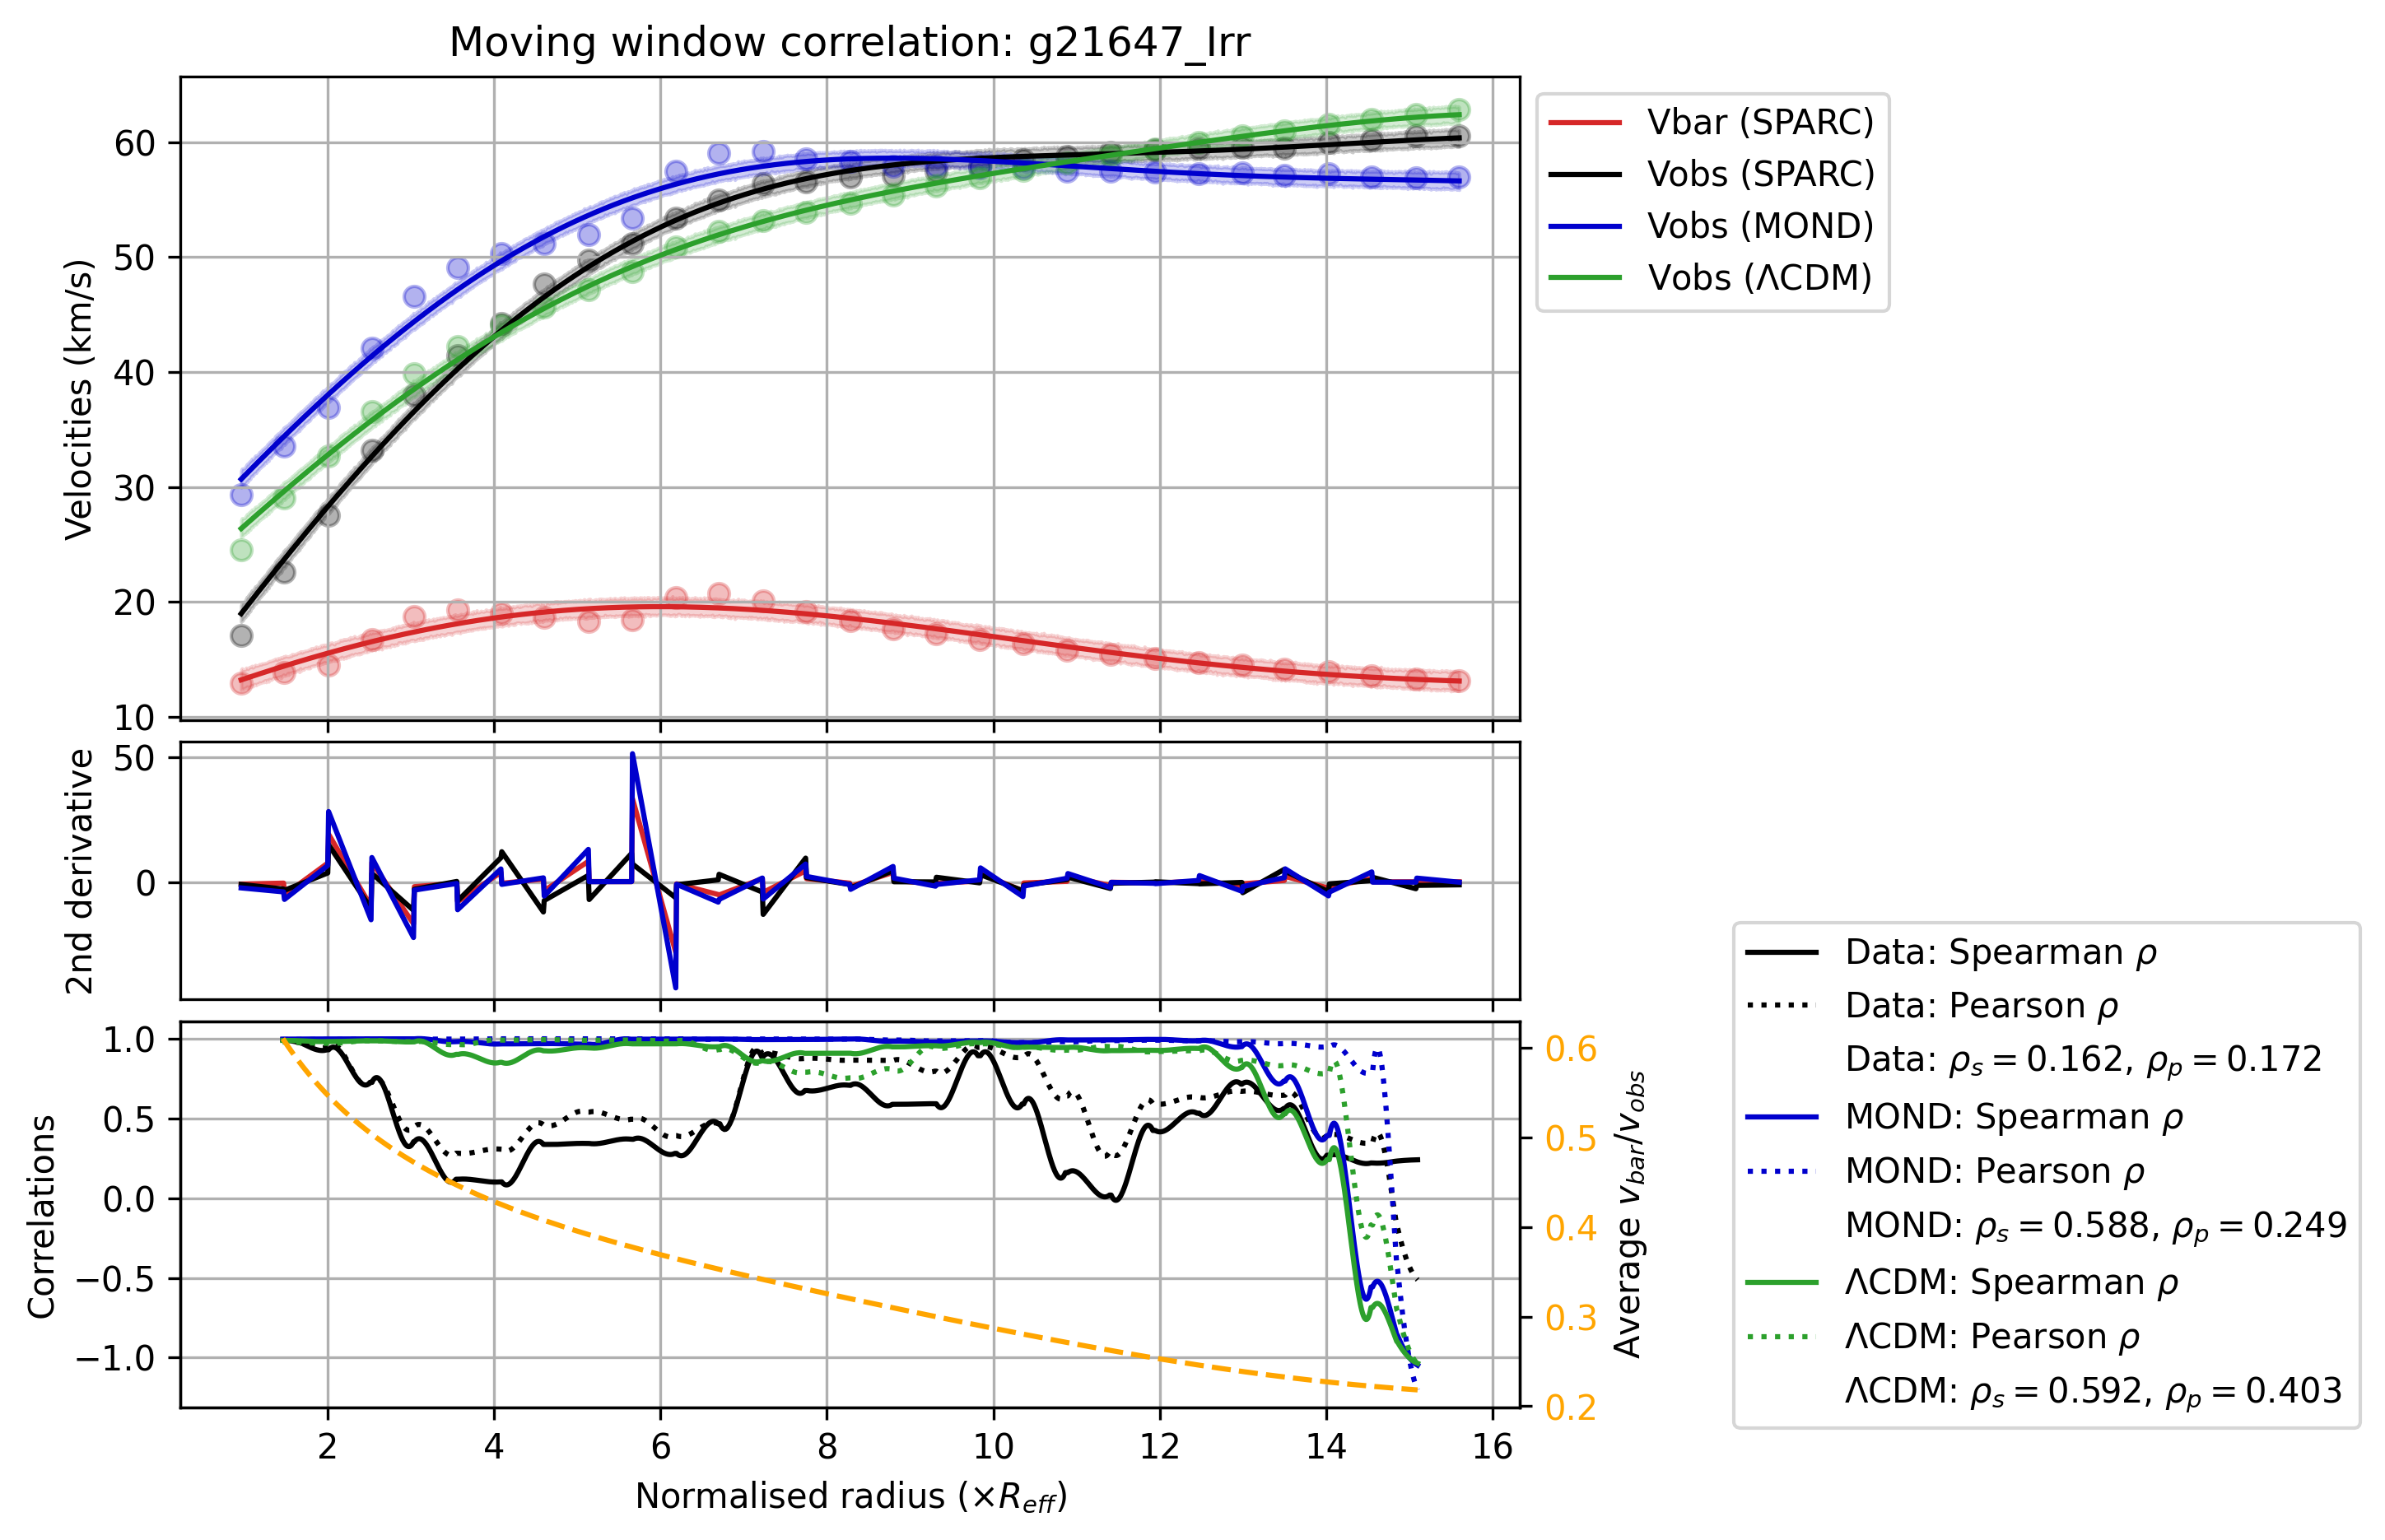 Moving window correlation: g21647_Irr
60
50
40
30
20
10
Velocities (km/s)
Vbar (SPARC)
Vobs (SPARC)
Vobs (MOND)
Vobs (ΛCDM)
50
0
2nd derivative
1.0
0.5
0.0
−0.5
−1.0
Correlations
0.6
0.5
0.4
0.3
0.2
Average v_bar/v_obs
2 4 6 8 10 12 14 16
Normalised radius (×R_eff)
Data: Spearman ρ
Data: Pearson ρ
Data: ρ_s = 0.162, ρ_p = 0.172
MOND: Spearman ρ
MOND: Pearson ρ
MOND: ρ_s = 0.588, ρ_p = 0.249
ΛCDM: Spearman ρ
ΛCDM: Pearson ρ
ΛCDM: ρ_s = 0.592, ρ_p = 0.403